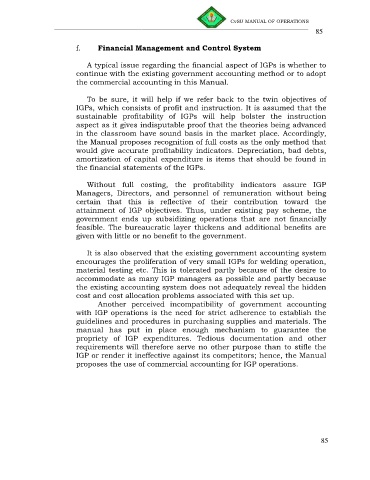 CvSU MANUAL OF OPERATIONS
85
f. Financial Management and Control System
A typical issue regarding the financial aspect of IGPs is whether to
continue with the existing government accounting method or to adopt
the commercial accounting in this Manual.
To be sure, it will help if we refer back to the twin objectives of
IGPs, which consists of profit and instruction. It is assumed that the
sustainable profitability of IGPs will help bolster the instruction
aspect as it gives indisputable proof that the theories being advanced
in the classroom have sound basis in the market place. Accordingly,
the Manual proposes recognition of full costs as the only method that
would give accurate profitability indicators. Depreciation, bad debts,
amortization of capital expenditure is items that should be found in
the financial statements of the IGPs.
Without full costing, the profitability indicators assure IGP
Managers, Directors, and personnel of remuneration without being
certain that this is reflective of their contribution toward the
attainment of IGP objectives. Thus, under existing pay scheme, the
government ends up subsidizing operations that are not financially
feasible. The bureaucratic layer thickens and additional benefits are
given with little or no benefit to the government.
It is also observed that the existing government accounting system
encourages the proliferation of very small IGPs for welding operation,
material testing etc. This is tolerated partly because of the desire to
accommodate as many IGP managers as possible and partly because
the existing accounting system does not adequately reveal the hidden
cost and cost allocation problems associated with this set up.
Another perceived incompatibility of government accounting
with IGP operations is the need for strict adherence to establish the
guidelines and procedures in purchasing supplies and materials. The
manual has put in place enough mechanism to guarantee the
propriety of IGP expenditures. Tedious documentation and other
requirements will therefore serve no other purpose than to stifle the
IGP or render it ineffective against its competitors; hence, the Manual
proposes the use of commercial accounting for IGP operations.
85